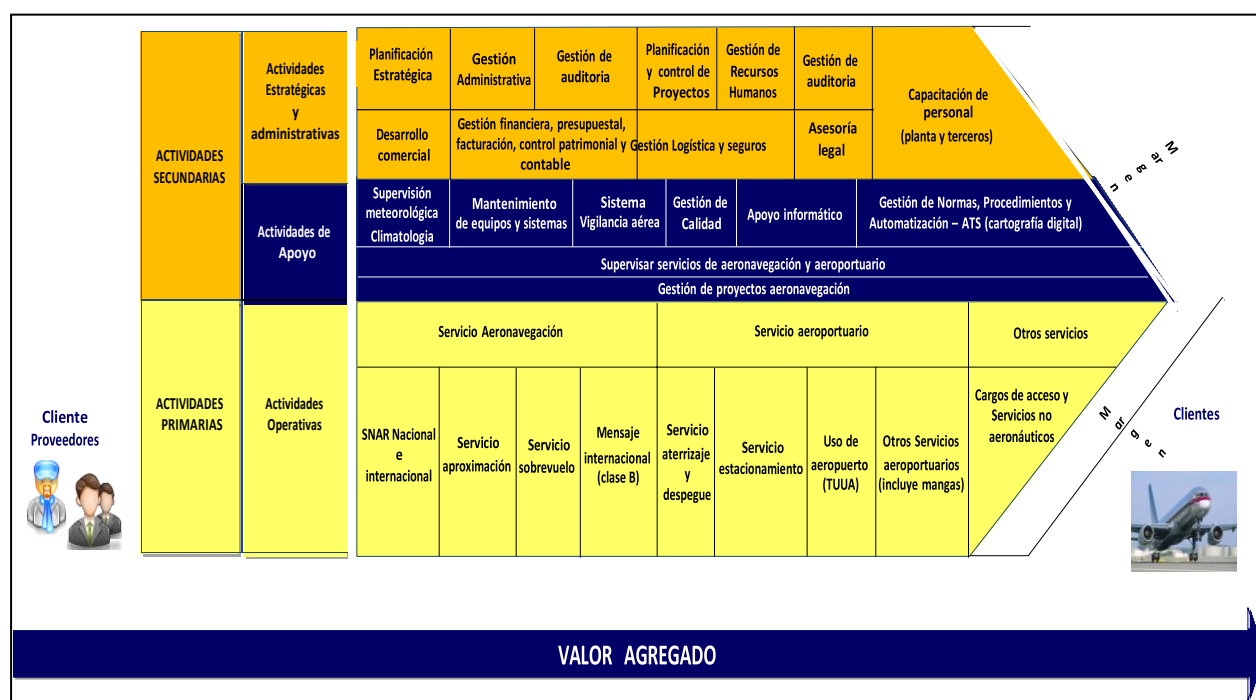 Planificación
Estratégica
Gestión
Administrativa
Gestión de
auditoria
Planificación
y control de
Proyectos
Gestión de
Recursos
Humanos
Gestión de
auditoria
Capacitación de
personal
(planta y terceros)
Actividades
Estratégicas
y
administrativas
Desarrollo
comercial
Gestión financiera, presupuestal,
facturación, control patrimonial y
contable
Gestión Logística y seguros
Asesoría
legal
ACTIVIDADES
SECUNDARIAS
Margen
Actividades de
Apoyo
Supervisión
meteorológica
Climatologia
Mantenimiento
de equipos y sistemas
Sistema
Vigilancia aérea
Gestión de
Calidad
Apoyo informático
Gestión de Normas, Procedimientos y
Automatización – ATS (cartografía digital)
Supervisar servicios de aeronavegación y aeroportuario
Gestión de proyectos aeronavegación
Servicio Aeronavegación
Servicio aeroportuario
Otros servicios
Cliente
Proveedores
ACTIVIDADES
PRIMARIAS
Actividades
Operativas
SNAR Nacional
e
internacional
Servicio
aproximación
Servicio
sobrevuelo
Mensaje
internacional
(clase B)
Servicio
aterrizaje
y
despegue
Servicio
estacionamiento
Uso de
aeropuerto
(TUUA)
Otros Servicios
aeroportuarios
(incluye mangas)
Cargos de acceso y
Servicios no
aeronáuticos
Margen
Clientes
VALOR AGREGADO